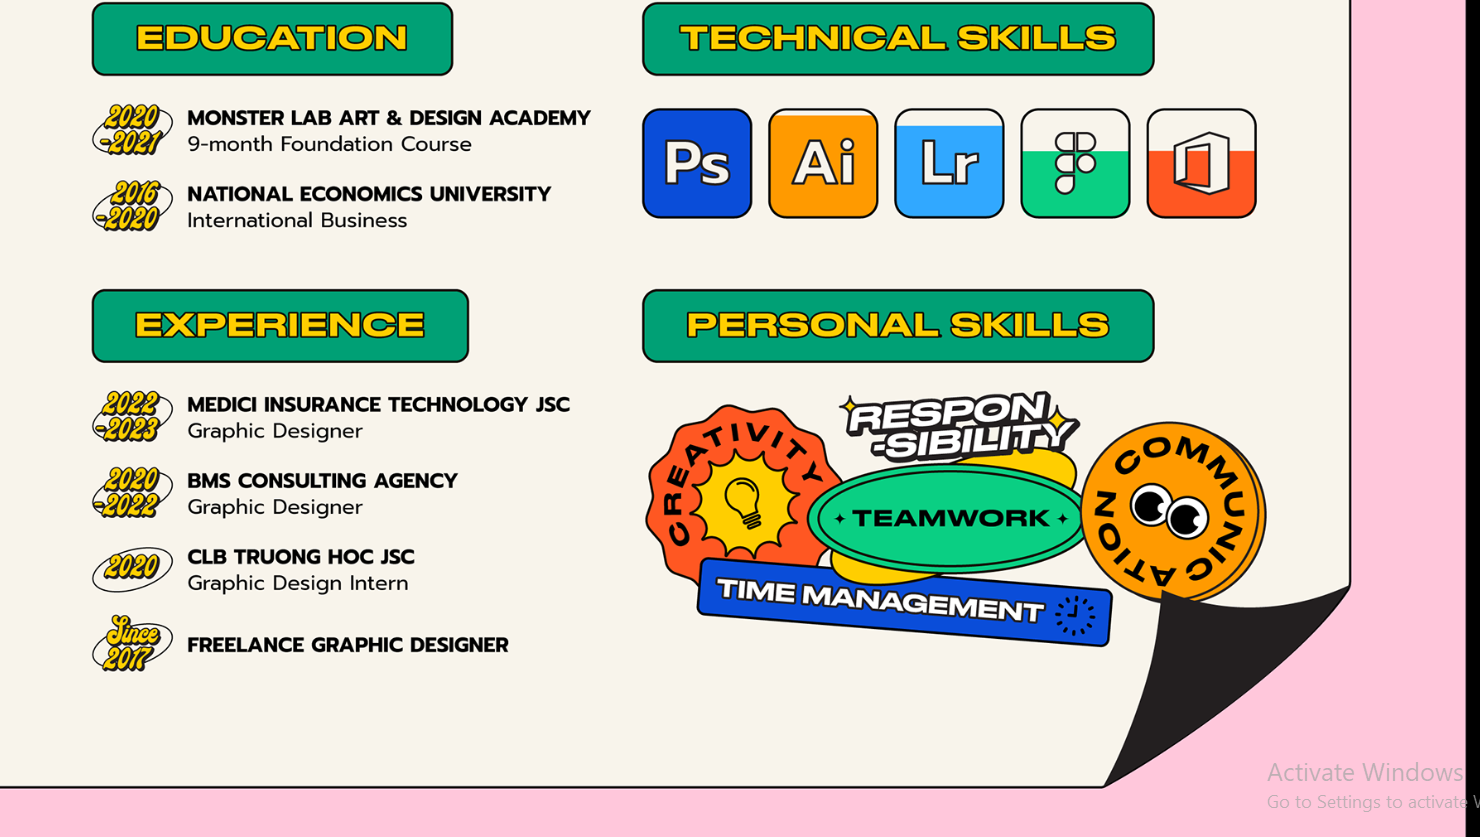 EDUCATION
2020
-2021
MONSTER LAB ART & DESIGN ACADEMY
9-month Foundation Course
2016
-2020
NATIONAL ECONOMICS UNIVERSITY
International Business
TECHNICAL SKILLS
Ps
Ai
Lr
EXPERIENCE
2022
-2023
MEDICI INSURANCE TECHNOLOGY JSC
Graphic Designer
2020
-2022
BMS CONSULTING AGENCY
Graphic Designer
2020
CLB TRUONG HOC JSC
Graphic Design Intern
Since
2017
FREELANCE GRAPHIC DESIGNER
PERSONAL SKILLS
CREATIVITY
RESPON
-SIBILITY
TEAMWORK
COMMUNICATION
TIME MANAGEMENT
Activate Windows
Go to Settings to activate W